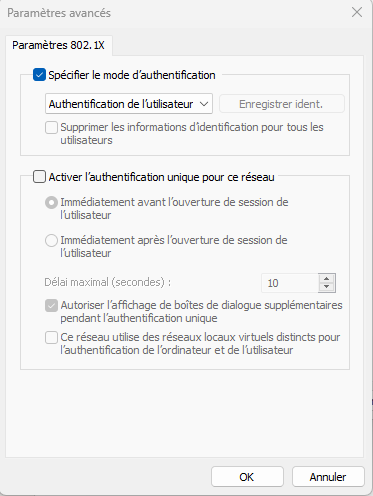 Paramètres avancés
Paramètres 802.1X
Spécifier le mode d'authentification
Authentification de l'utilisateur
Enregistrer ident.
Supprimer les informations d'identification pour tous les
utilisateurs
Activer l'authentification unique pour ce réseau
Immédiatement avant l'ouverture de session de
l'utilisateur
Immédiatement après l'ouverture de session de
l'utilisateur
Délai maximal (secondes) :
10
Autoriser l'affichage de boîtes de dialogue supplémentaires
pendant l'authentification unique
Ce réseau utilise des réseaux locaux virtuels distincts pour
l'authentification de l'ordinateur et de l'utilisateur
OK
Annuler